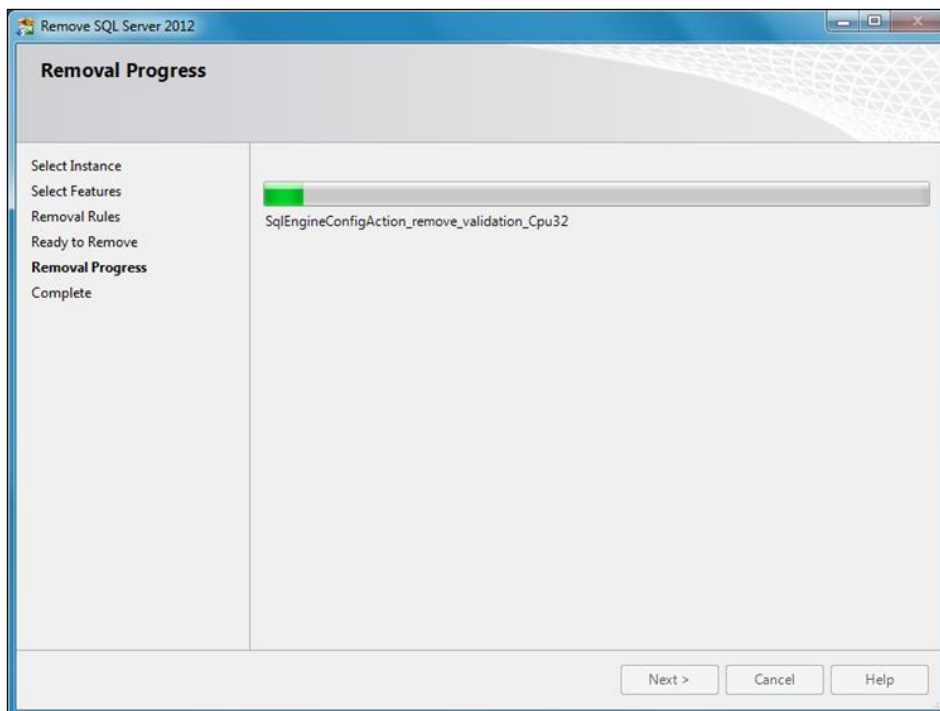 Remove SQL Server 2012
Removal Progress
Select Instance
Select Features
Removal Rules
Ready to Remove
Removal Progress
Complete
SqlEngineConfigAction_remove_validation_Cpu32
Next >
Cancel
Help